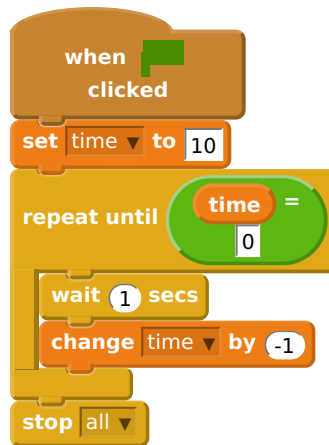 when
clicked
set time ▾ to 10
repeat until time =
0
wait 1 secs
change time ▾ by -1
stop all ▾